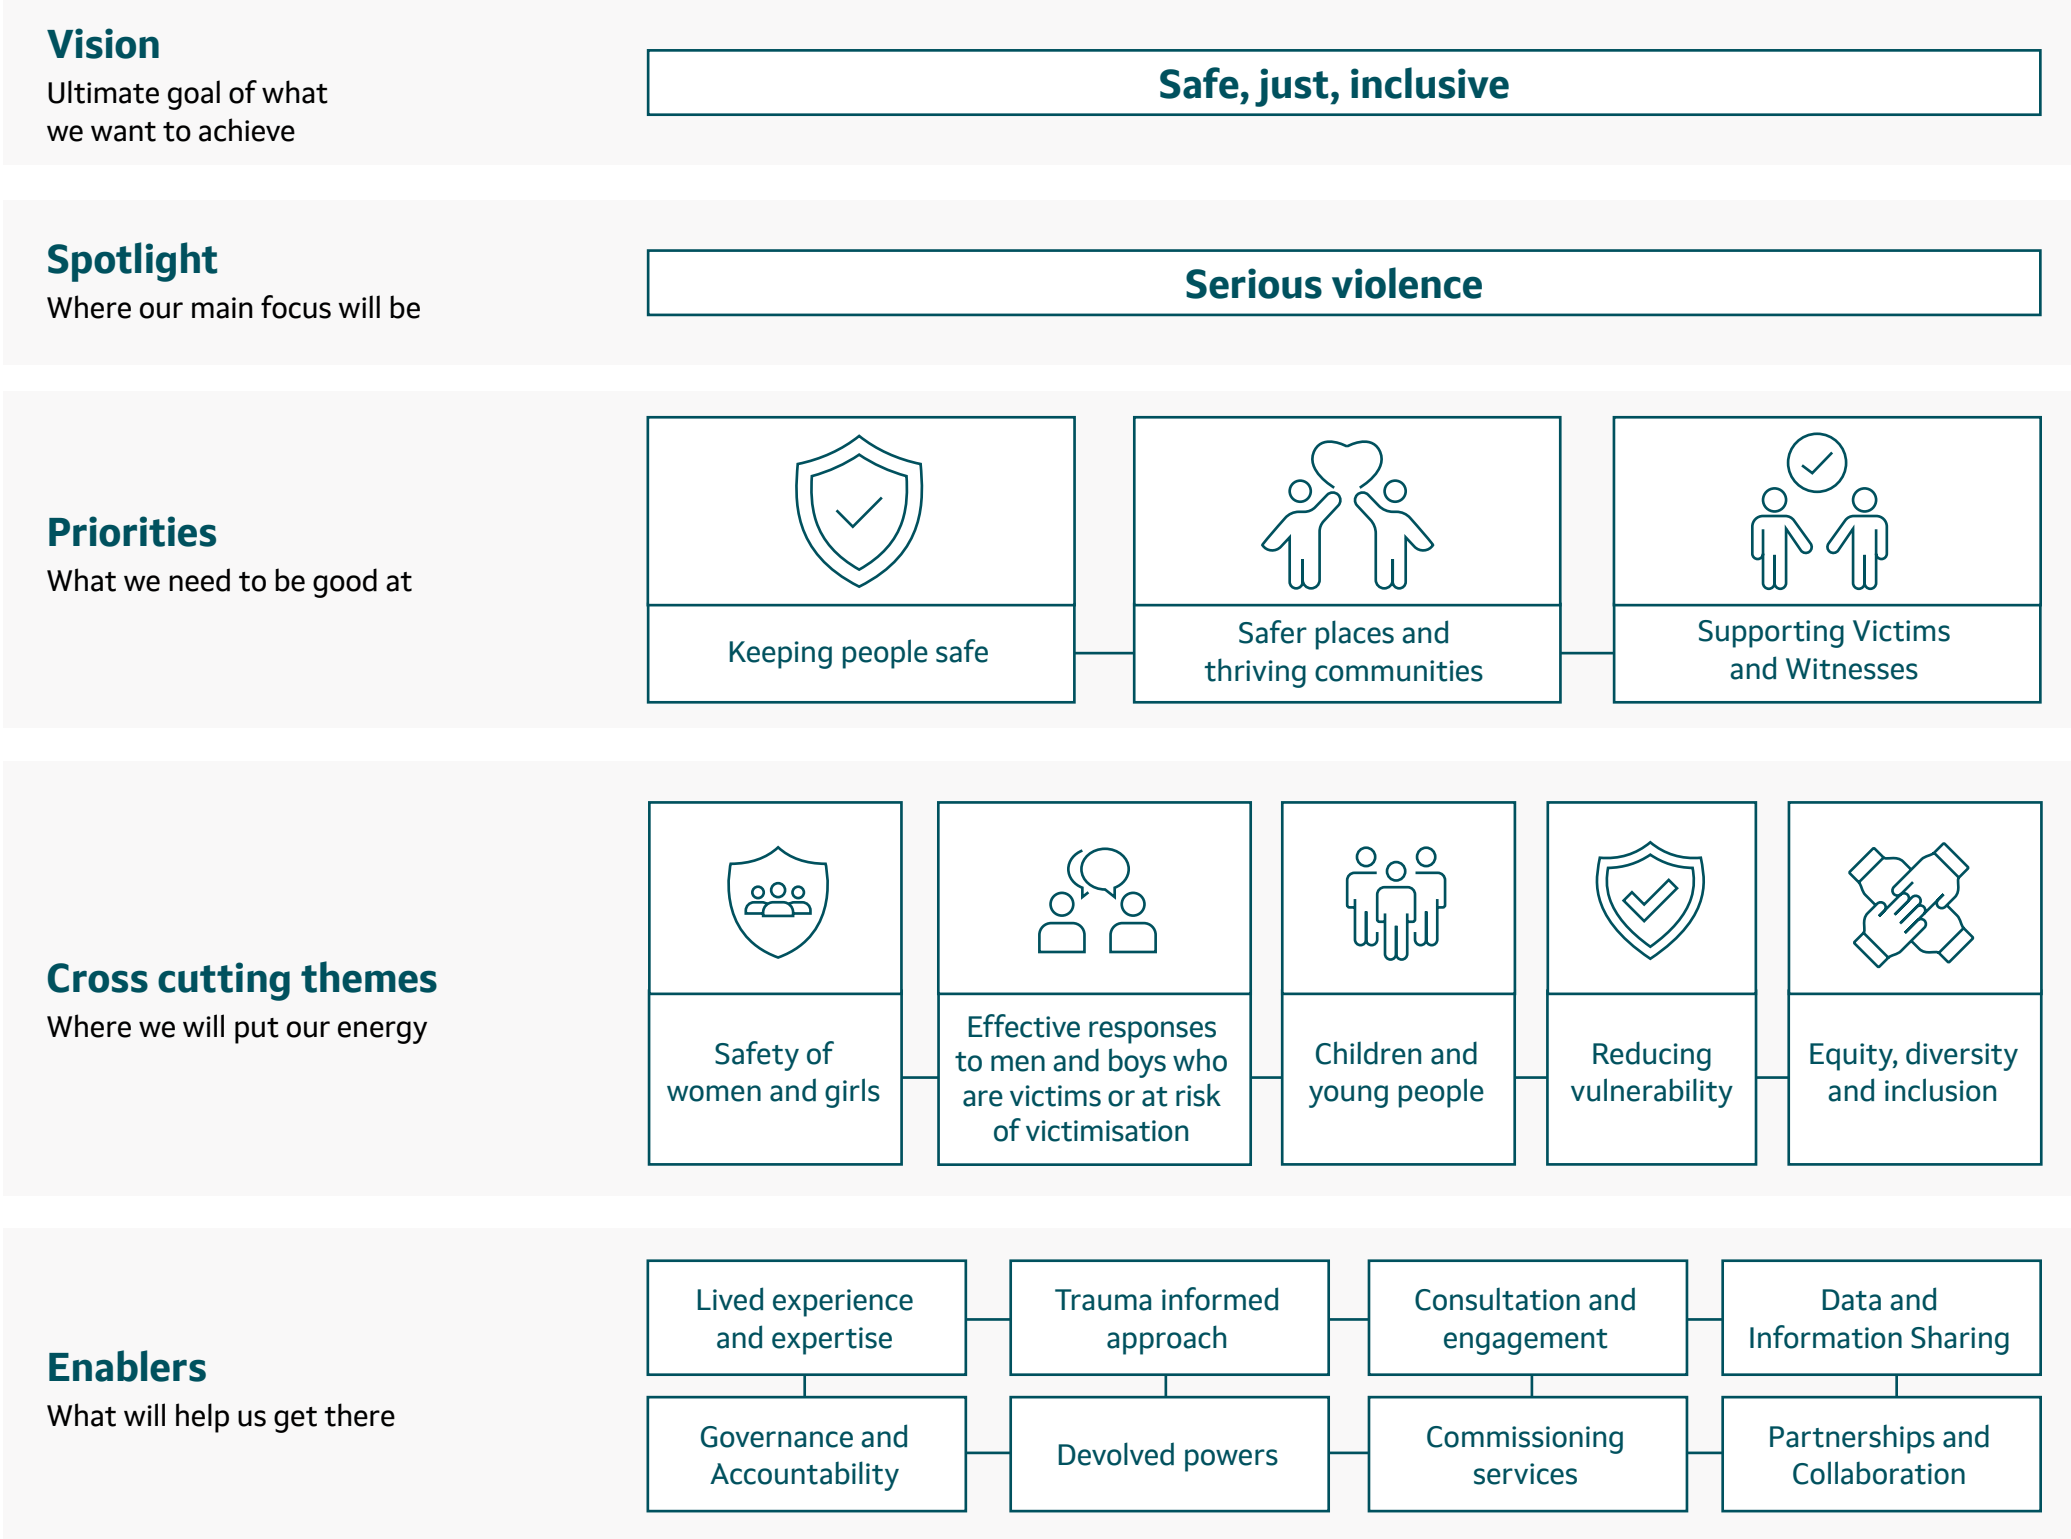 Vision
Ultimate goal of what
we want to achieve
Safe, just, inclusive
Spotlight
Where our main focus will be
Serious violence
Priorities
What we need to be good at
Keeping people safe
Safer places and
thriving communities
Supporting Victims
and Witnesses
Cross cutting themes
Where we will put our energy
Safety of
women and girls
Effective responses
to men and boys who
are victims or at risk
of victimisation
Children and
young people
Reducing
vulnerability
Equity, diversity
and inclusion
Enablers
What will help us get there
Lived experience
and expertise
Trauma informed
approach
Consultation and
engagement
Data and
Information Sharing
Governance and
Accountability
Devolved powers
Commissioning
services
Partnerships and
Collaboration